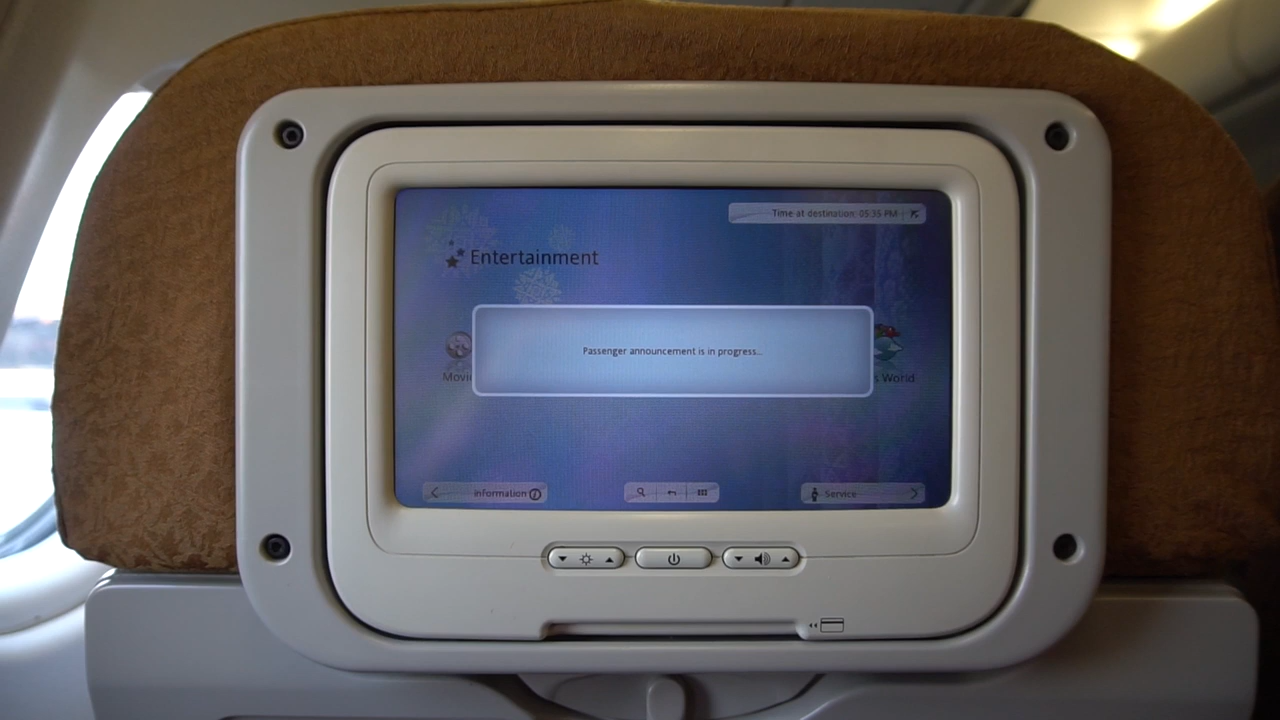 Time at destination: 05:35 PM
Entertainment
Passenger announcement is in progress...
Movi
s World
Information
Service